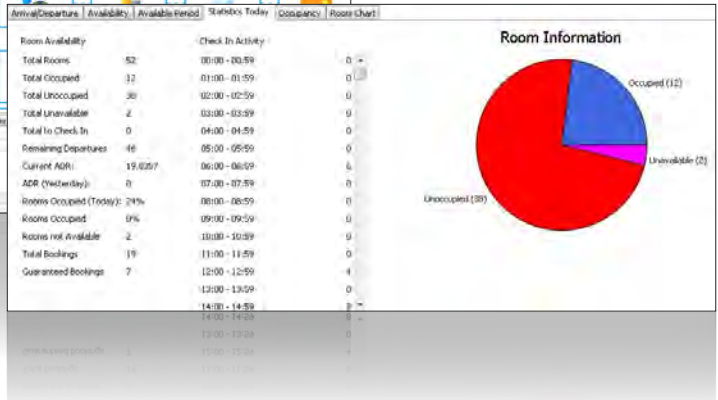 Arrival/Departure Availability Available Period Statistics Today Occupancy Room Chart
Room Availability
Total Rooms 52
Total Occupied 12
Total Unoccupied 38
Total Unavailable 2
Total to Check In 0
Remaining Departures 46
Current ADR: 19.0357
ADR (Yesterday): 0
Rooms Occupied (Today): 24%
Rooms Occupied 0%
Rooms not Available 2
Total Bookings 19
Guaranteed Bookings 7
Check In Activity
00:00 - 00:59 0
01:00 - 01:59 0
02:00 - 02:59 0
03:00 - 03:59 0
04:00 - 04:59 0
05:00 - 05:59 0
06:00 - 06:59
07:00 - 07:59 0
08:00 - 08:59 0
09:00 - 09:59 0
10:00 - 10:59 0
11:00 - 11:59 0
12:00 - 12:59 4
13:00 - 13:59 0
14:00 - 14:59
Room Information
Occupied (12)
Unavailable (2)
Unoccupied (38)